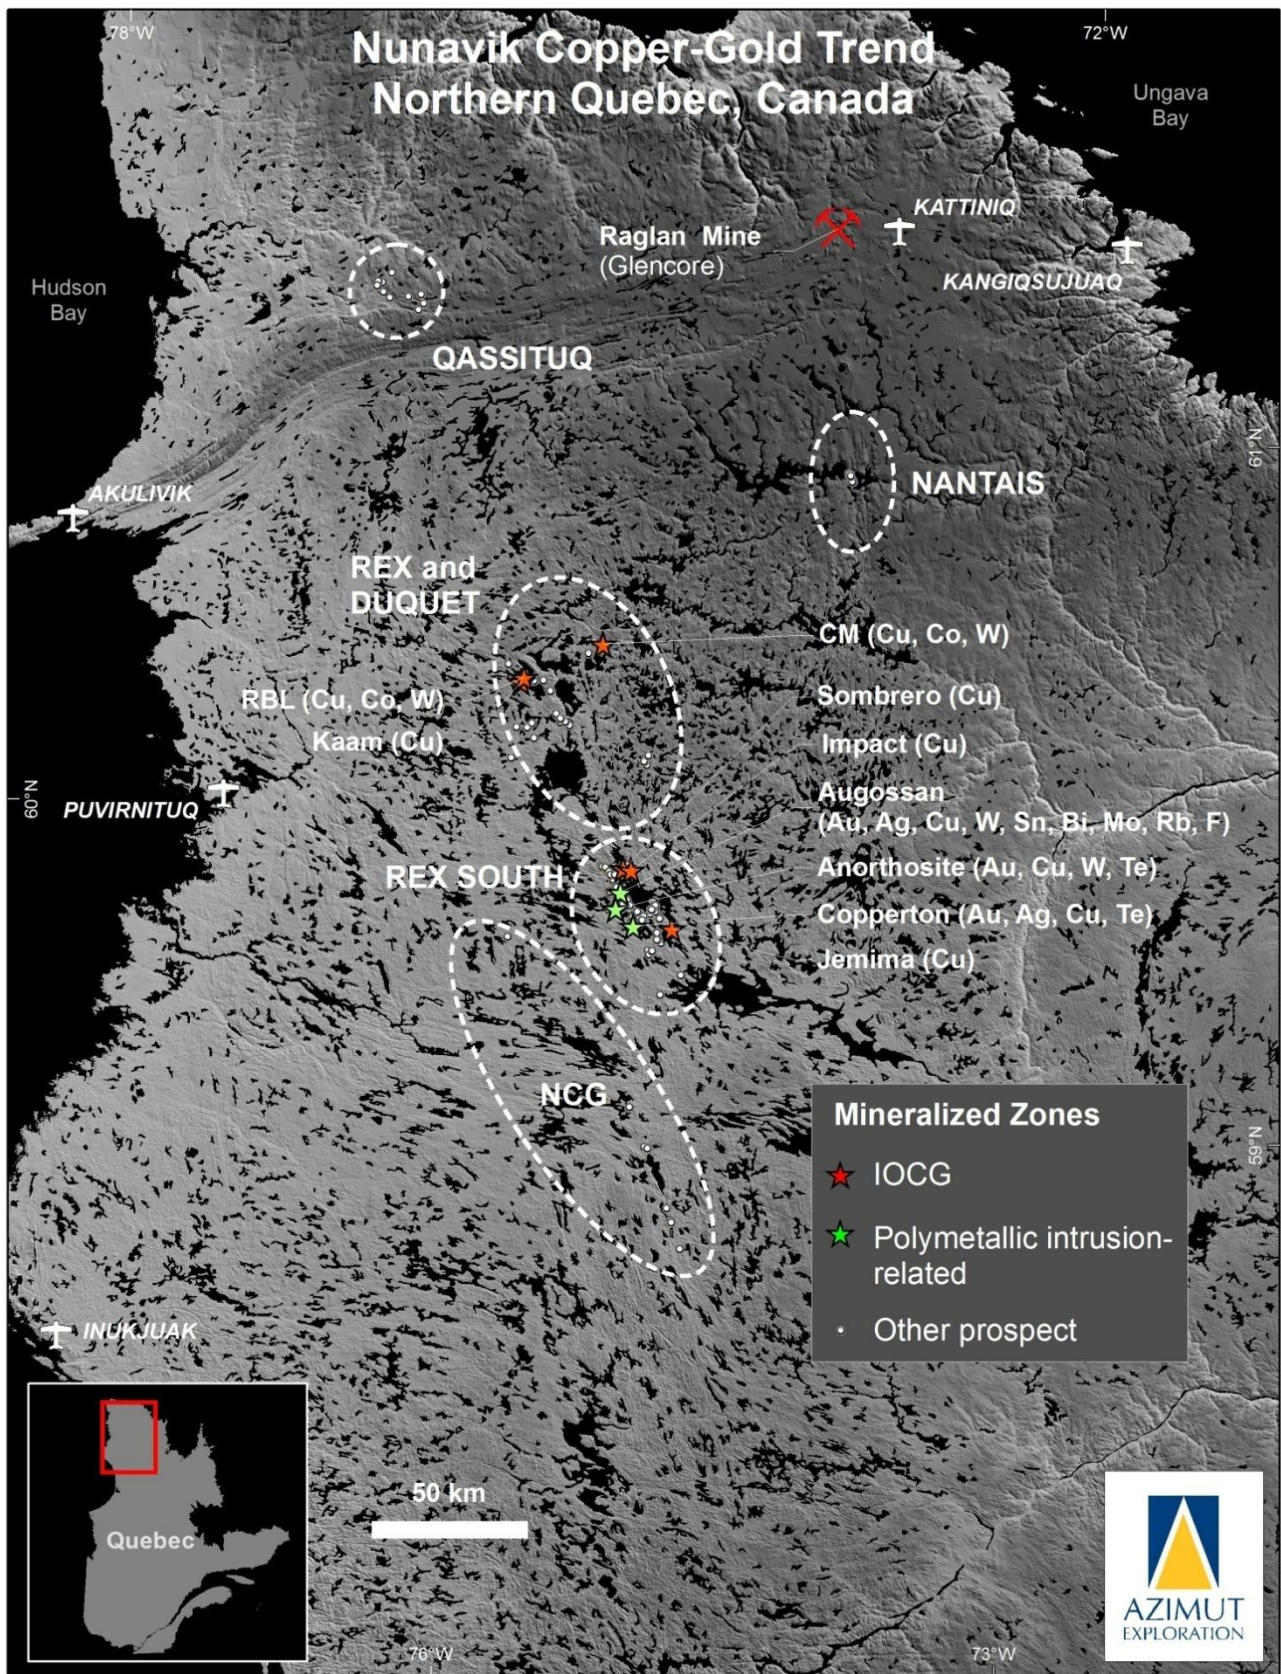 78°W
72°W
Nunavik Copper-Gold Trend
Northern Quebec, Canada
Ungava
Bay
KATTINIQ
Raglan Mine
(Glencore)
KANGIQSUJUAQ
Hudson
Bay
QASSITUQ
61°N
NANTAIS
AKULIVIK
REX and
DUQUET
CM (Cu, Co, W)
Sombrero (Cu)
RBL (Cu, Co, W)
Kaam (Cu)
Impact (Cu)
Augossan
(Au, Ag, Cu, W, Sn, Bi, Mo, Rb, F)
60°N
PUVIRNITUQ
REX SOUTH
Anorthosite (Au, Cu, W, Te)
Copperton (Au, Ag, Cu, Te)
Jemima (Cu)
NCG
Mineralized Zones
IOCG
Polymetallic intrusion-
related
Other prospect
59°N
INUKJUAK
Quebec
50 km
AZIMUT
EXPLORATION
76°W
73°W